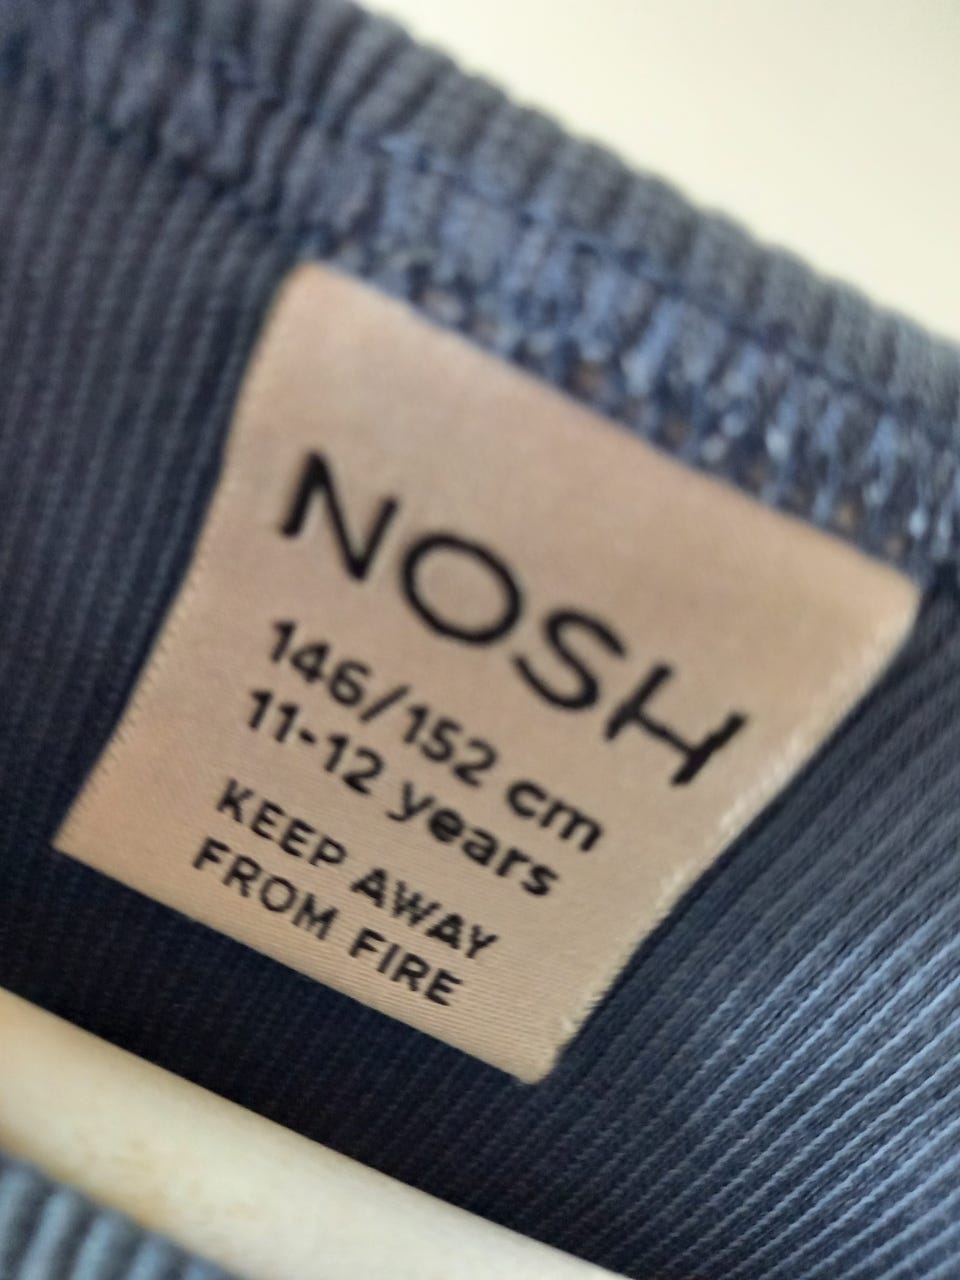 NOSH
146/152 cm
11-12 years
KEEP AWAY
FROM FIRE